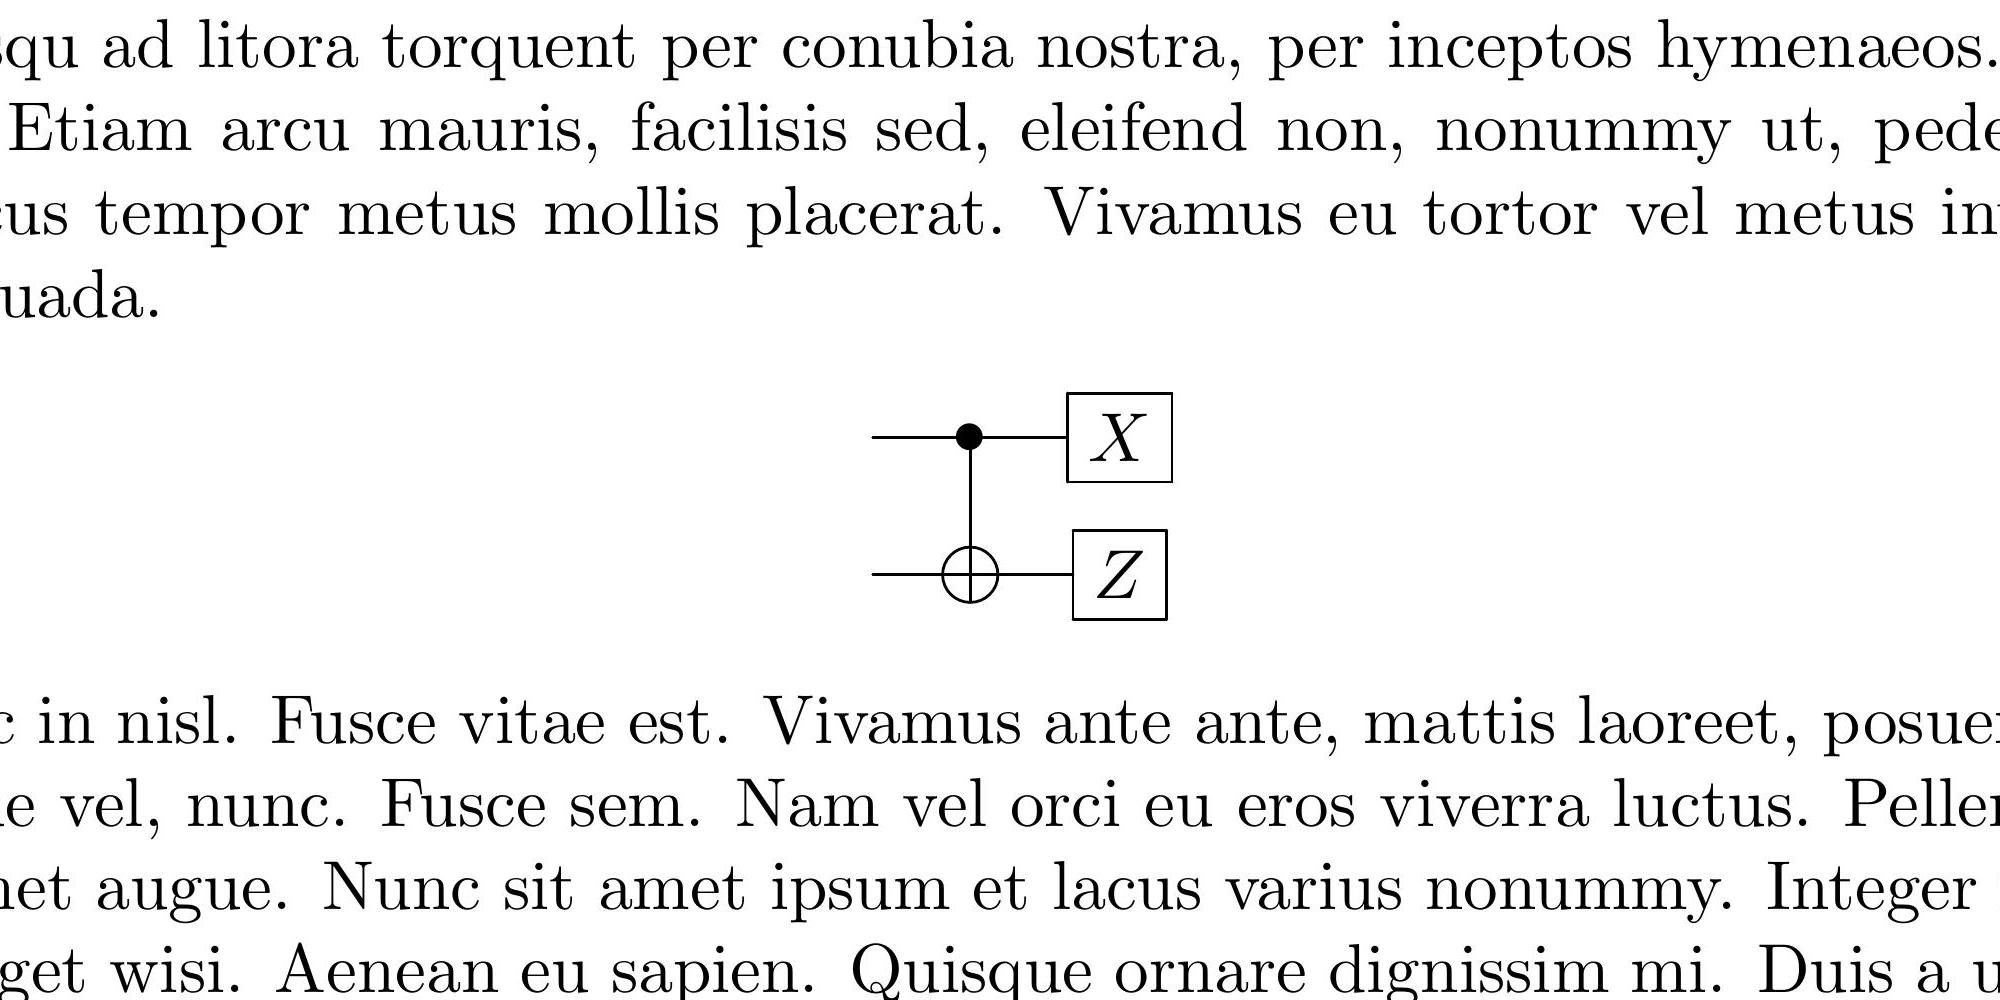 squ ad litora torquent per conubia nostra, per inceptos hymenaeos.
Etiam arcu mauris, facilisis sed, eleifend non, nonummy ut, pede
cus tempor metus mollis placerat. Vivamus eu tortor vel metus in
uada.
X
Z
c in nisl. Fusce vitae est. Vivamus ante ante, mattis laoreet, posue
e vel, nunc. Fusce sem. Nam vel orci eu eros viverra luctus. Pelle
et augue. Nunc sit amet ipsum et lacus varius nonummy. Integer
get wisi. Aenean eu sapien. Quisque ornare dignissim mi. Duis a u